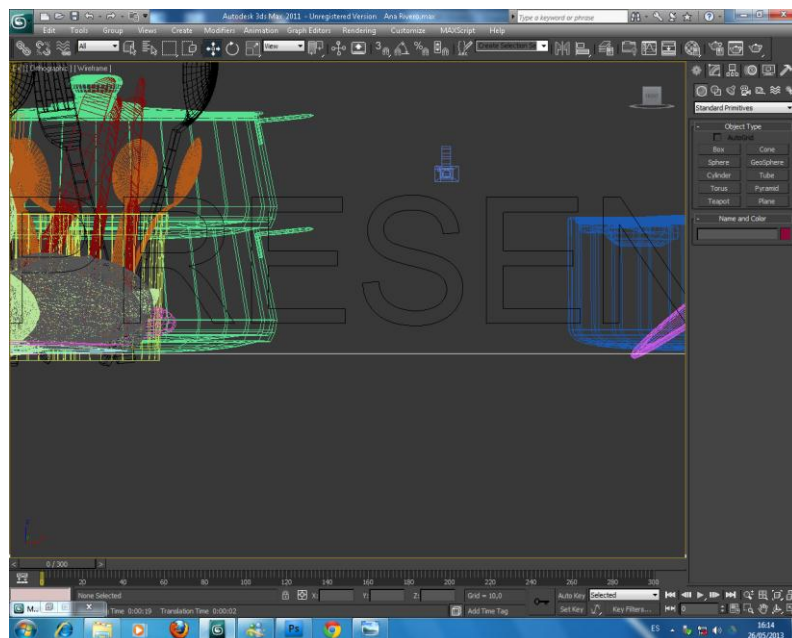 Autodesk 3ds Max 2011 - Unregistered Version Ana Rivero.max
Type a keyword or phrase
Edit Tools Group Views Create Modifiers Animation Graph Editors Rendering Customize MAXScript Help
All View 3 Create Selection Se
[ + ] [ Orthographic ] [ Wireframe ]
FRONT
Standard Primitives
- Object Type
AutoGrid
Box Cone
Sphere GeoSphere
Cylinder Tube
Torus Pyramid
Teapot Plane
- Name and Color
RESEN
< 0 / 300 >
20 40 60 80 100 120 140 160 180 200 220 240 260 280 300
None Selected X: Y: Z: Grid = 10,0 Auto Key Selected
M... Time 0:00:19 Translation Time 0:00:02 Add Time Tag Set Key Key Filters... 0
Ps ES 16:14
26/05/2013